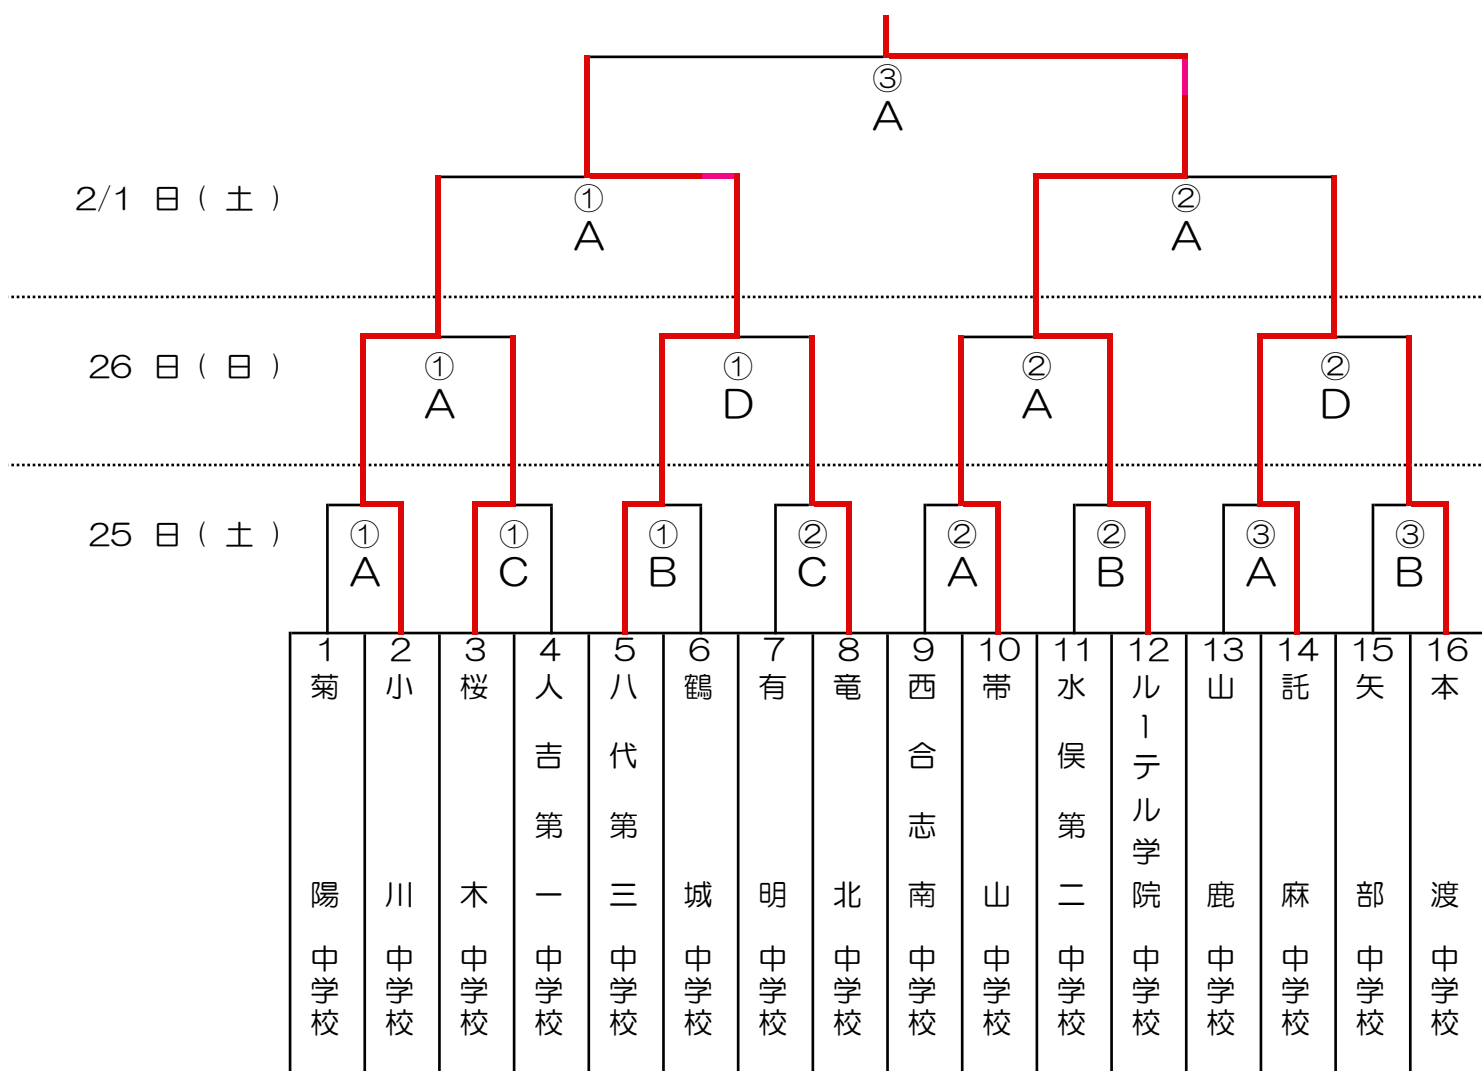 ③
A
2/1 日 ( 土 )
① ②
A A
26 日 ( 日 )
① ① ② ②
A D A D
25 日 ( 土 )
① ① ① ② ② ② ③ ③
A C B C A B A B
1 2 3 4 5 6 7 8 9 10 11 12 13 14 15 16
菊陽中学校
小川中学校
桜木中学校
人吉第一中学校
八代第三中学校
鶴城中学校
有明中学校
竜北中学校
西合志南中学校
帯山中学校
水俣第二中学校
ルーテル学院中学校
山鹿中学校
託麻中学校
矢部中学校
本渡中学校